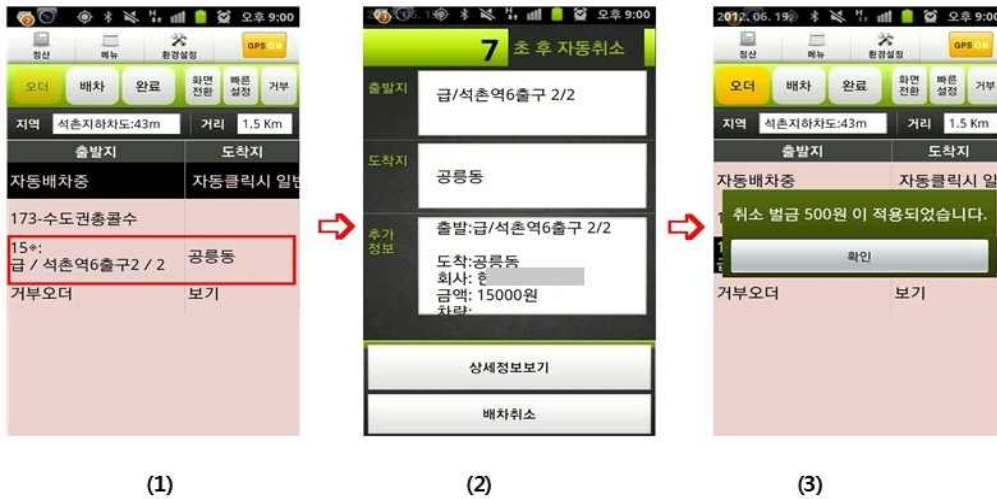 오후 9:00
정산 메뉴 환경설정 GPS ON
오더 배차 완료 화면전환 빠른설정 거부
지역 석촌지하차도:43m 거리 1.5 Km
출발지 도착지
자동배차중 자동클릭시 일반
173-수도권총콜수
15*:
급 / 석촌역6출구2 / 2 공릉동
거부오더 보기
(1)
오후 9:00
7 초 후 자동취소
출발지 급/석촌역6출구 2/2
도착지 공릉동
추가정보 출발:급/석촌역6출구 2/2
도착:공릉동
회사: 한
금액: 15000원
차량:
상세정보보기
배차취소
(2)
2012. 06. 19 오후 9:00
정산 메뉴 환경설정 GPS ON
오더 배차 완료 화면전환 빠른설정 거부
지역 석촌지하차도:43m 거리 1.5 Km
출발지 도착지
자동배차중 자동클릭시 일
취소 벌금 500원 이 적용되었습니다.
확인
거부오더 보기
(3)